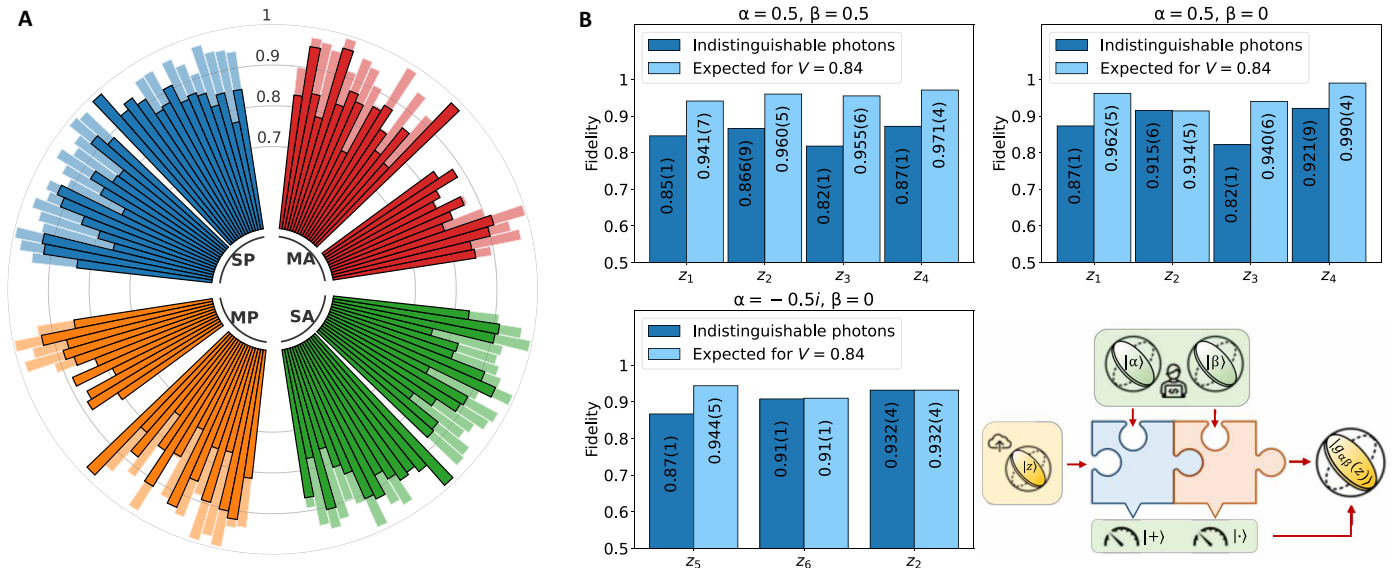 A
1
0.9
0.8
0.7
SP
MA
MP
SA
B
α = 0.5, β = 0.5
Indistinguishable photons
Expected for V = 0.84
Fidelity
1
0.9
0.8
0.7
0.6
0.5
0.85(1)
0.941(7)
0.866(9)
0.960(5)
0.82(1)
0.955(6)
0.87(1)
0.971(4)
z₁
z₂
z₃
z₄
α = 0.5, β = 0
Indistinguishable photons
Expected for V = 0.84
Fidelity
1
0.9
0.8
0.7
0.6
0.5
0.87(1)
0.962(5)
0.915(6)
0.914(5)
0.82(1)
0.940(6)
0.921(9)
0.990(4)
z₁
z₂
z₃
z₄
α = − 0.5i, β = 0
Indistinguishable photons
Expected for V = 0.84
Fidelity
1
0.9
0.8
0.7
0.6
0.5
0.87(1)
0.944(5)
0.91(1)
0.91(1)
0.932(4)
0.932(4)
z₅
z₆
z₂
|α⟩
|β⟩
$
|z⟩
|g_αβ(z)⟩
|+⟩
|·⟩